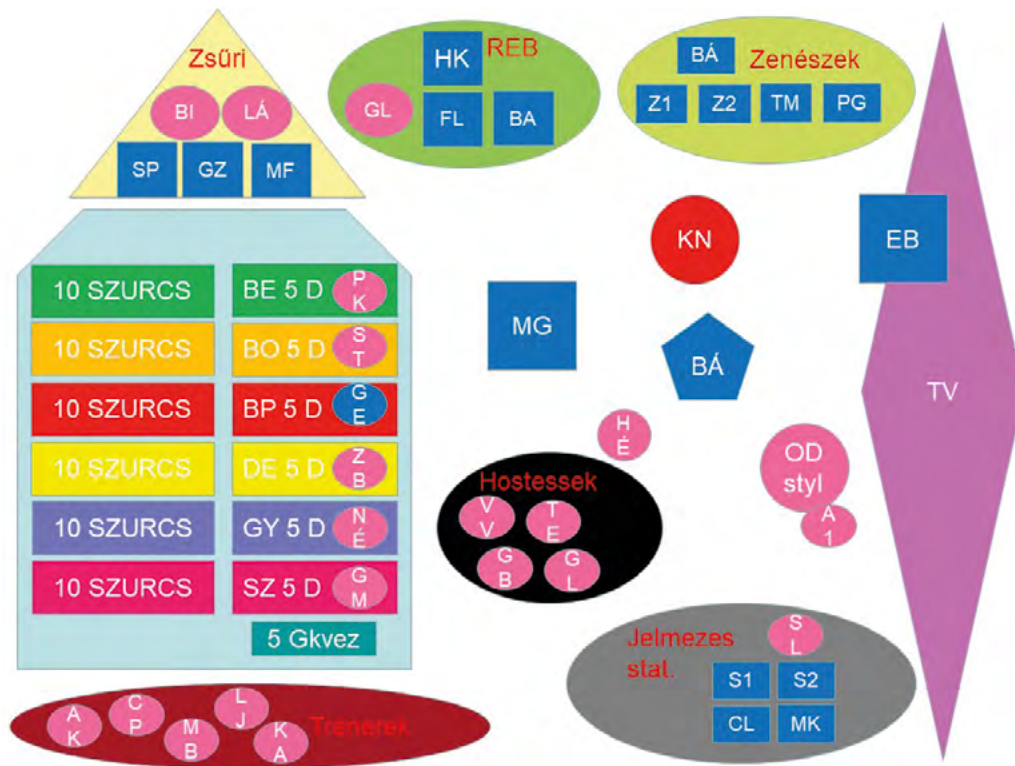 Zsűri
BI LÁ
SP GZ MF
REB
HK
GL FL BA
BÁ Zenészek
Z1 Z2 TM PG
KN
EB
MG
BÁ
TV
10 SZURCS BE 5 D P K
10 SZURCS BO 5 D S T
10 SZURCS BP 5 D G E
10 SZURCS DE 5 D Z B
10 SZURCS GY 5 D N É
10 SZURCS SZ 5 D G M
5 Gkvez
H É
Hostessek
V V T E
G B G L
OD
styl
A 1
Jelmezes
stat.
S L
S1 S2
CL MK
A K C P M B L J K A Trénerek